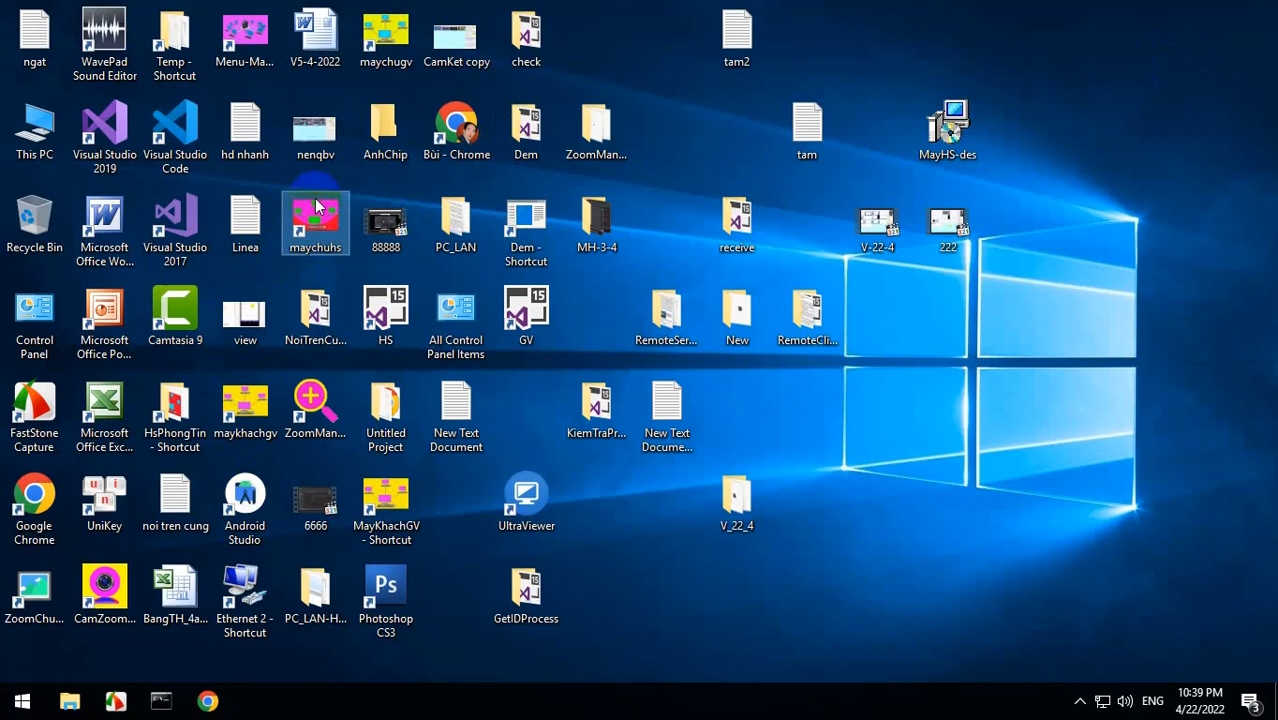 ngat
WavePad
Sound Editor
Temp -
Shortcut
Menu-Ma...
V5-4-2022
maychugv
CamKet copy
check
tam2
This PC
Visual Studio
2019
Visual Studio
Code
hd nhanh
nenqbv
AnhChip
Bùi - Chrome
Dem
ZoomMan...
tam
MayHS-des
Recycle Bin
Microsoft
Office Wo...
Visual Studio
2017
Linea
maychuhs
88888
PC_LAN
Dem -
Shortcut
MH-3-4
receive
V-22-4
222
Control
Panel
Microsoft
Office Po...
Camtasia 9
view
NoiTrenCu...
15
HS
All Control
Panel Items
15
GV
RemoteSer...
New
RemoteCli...
FastStone
Capture
Microsoft
Office Exc...
HsPhongTin
- Shortcut
maykhachgv
ZoomMan...
Untitled
Project
New Text
Document
KiemTraPr...
New Text
Docume...
Google
Chrome
UniKey
noi tren cung
Android
Studio
6666
MayKhachGV
- Shortcut
UltraViewer
V_22_4
ZoomChu...
CamZoom...
BangTH_4a...
Ethernet 2 -
Shortcut
PC_LAN-H...
Ps
Photoshop
CS3
GetIDProcess
ENG
10:39 PM
4/22/2022
3